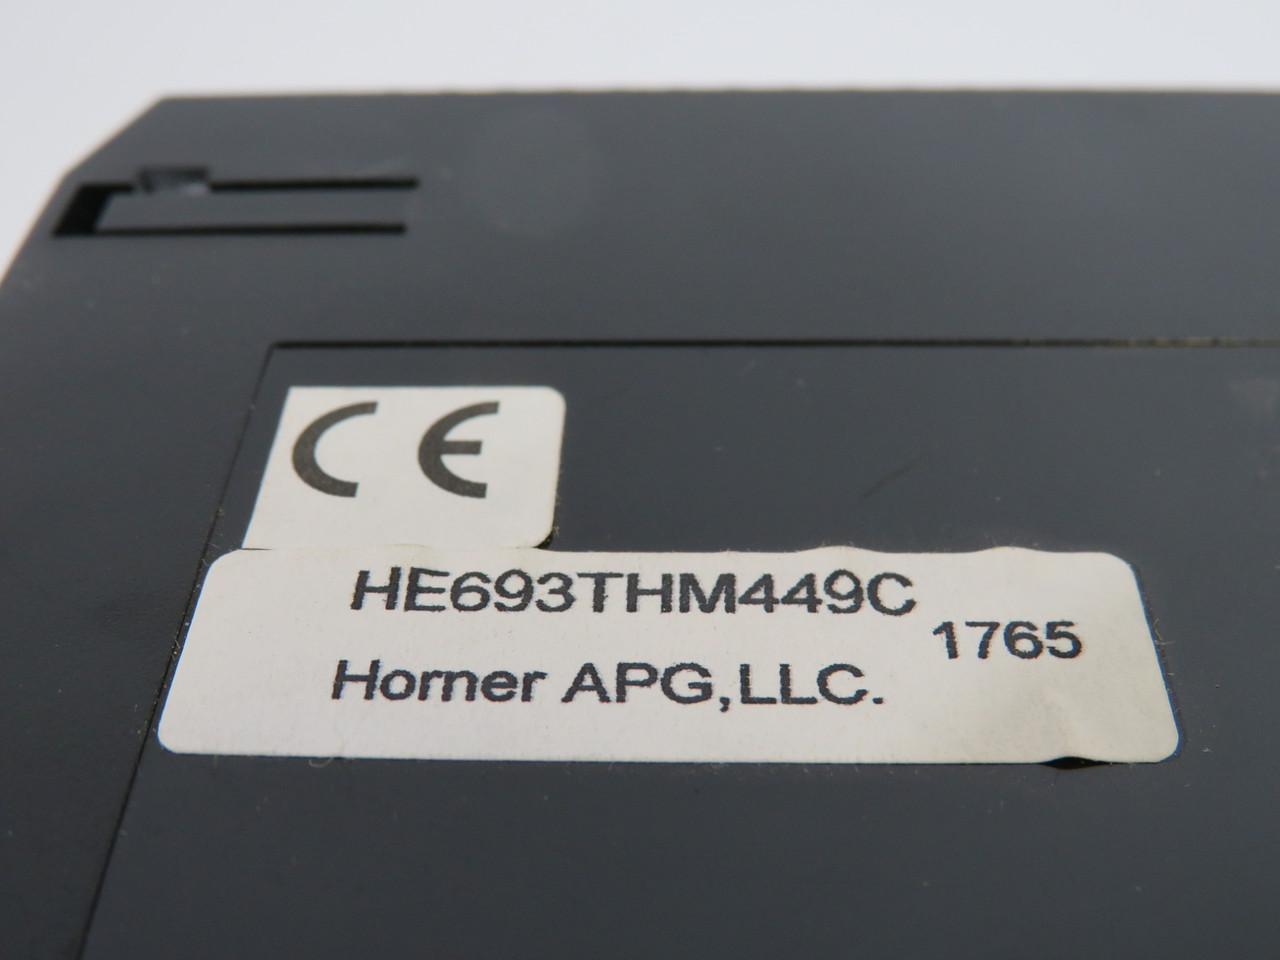 CE
HE693THM449C
1765
Horner APG,LLC.